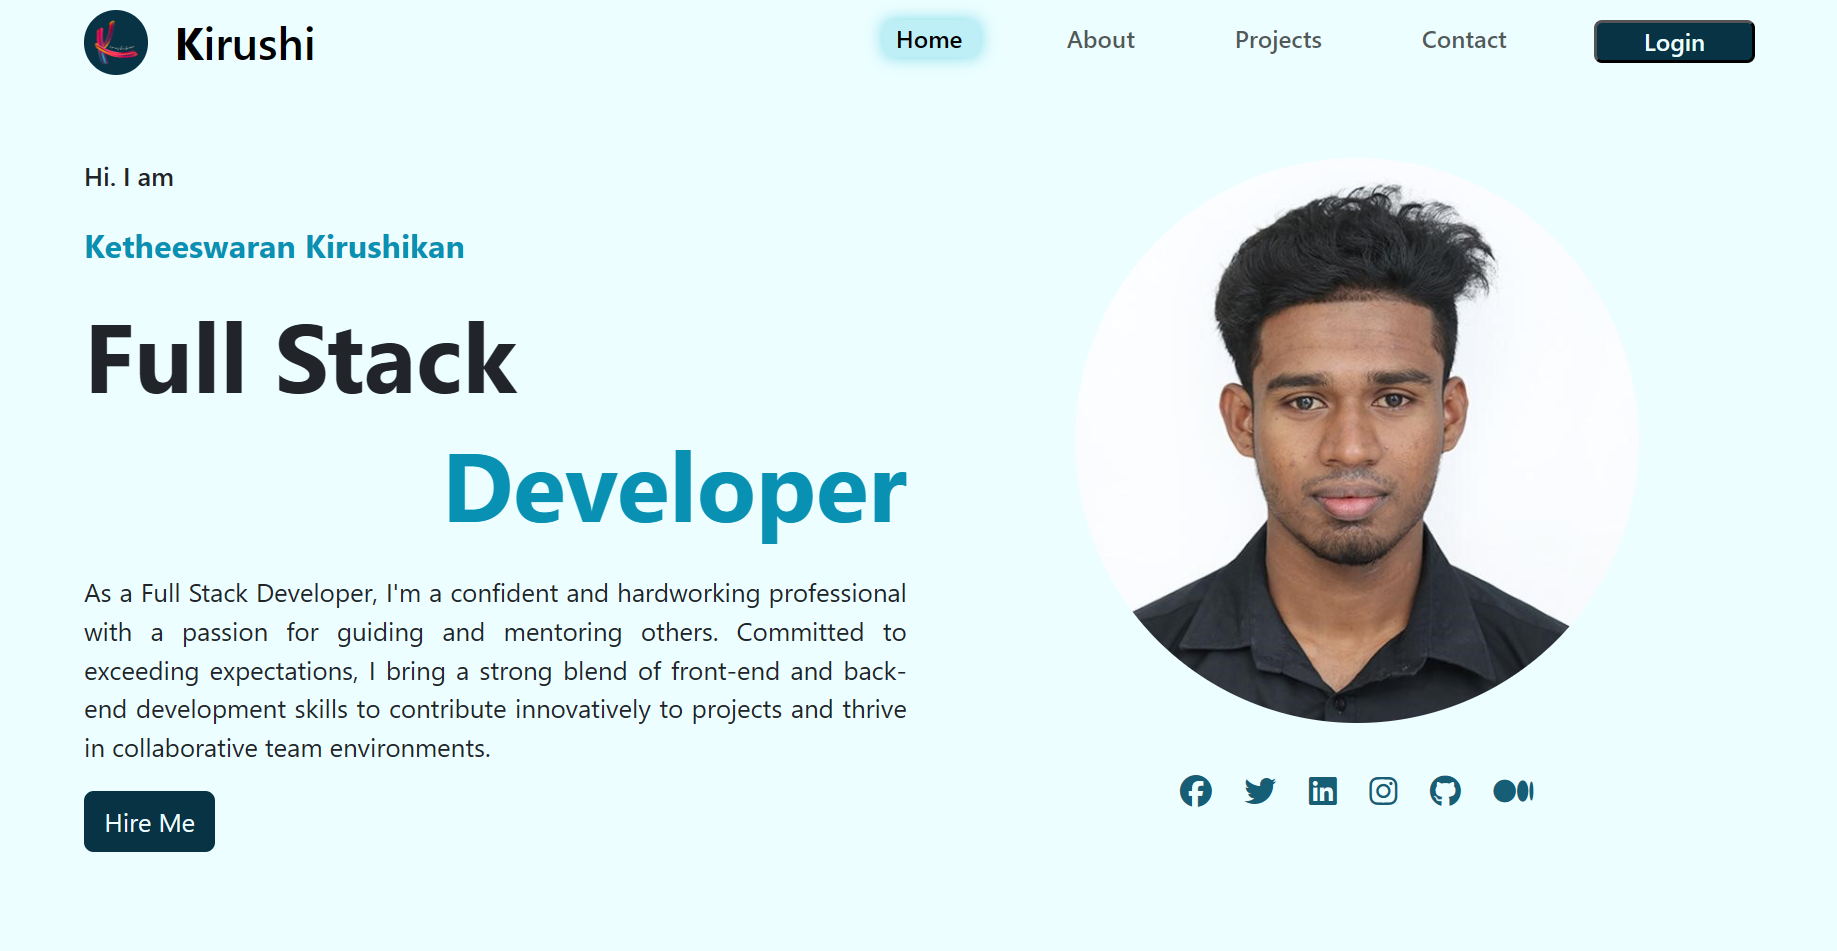 Kirushi
Home
About
Projects
Contact
Login
Hi. I am
Ketheeswaran Kirushikan
Full Stack
Developer
As a Full Stack Developer, I'm a confident and hardworking professional
with a passion for guiding and mentoring others. Committed to
exceeding expectations, I bring a strong blend of front-end and back-
end development skills to contribute innovatively to projects and thrive
in collaborative team environments.
Hire Me